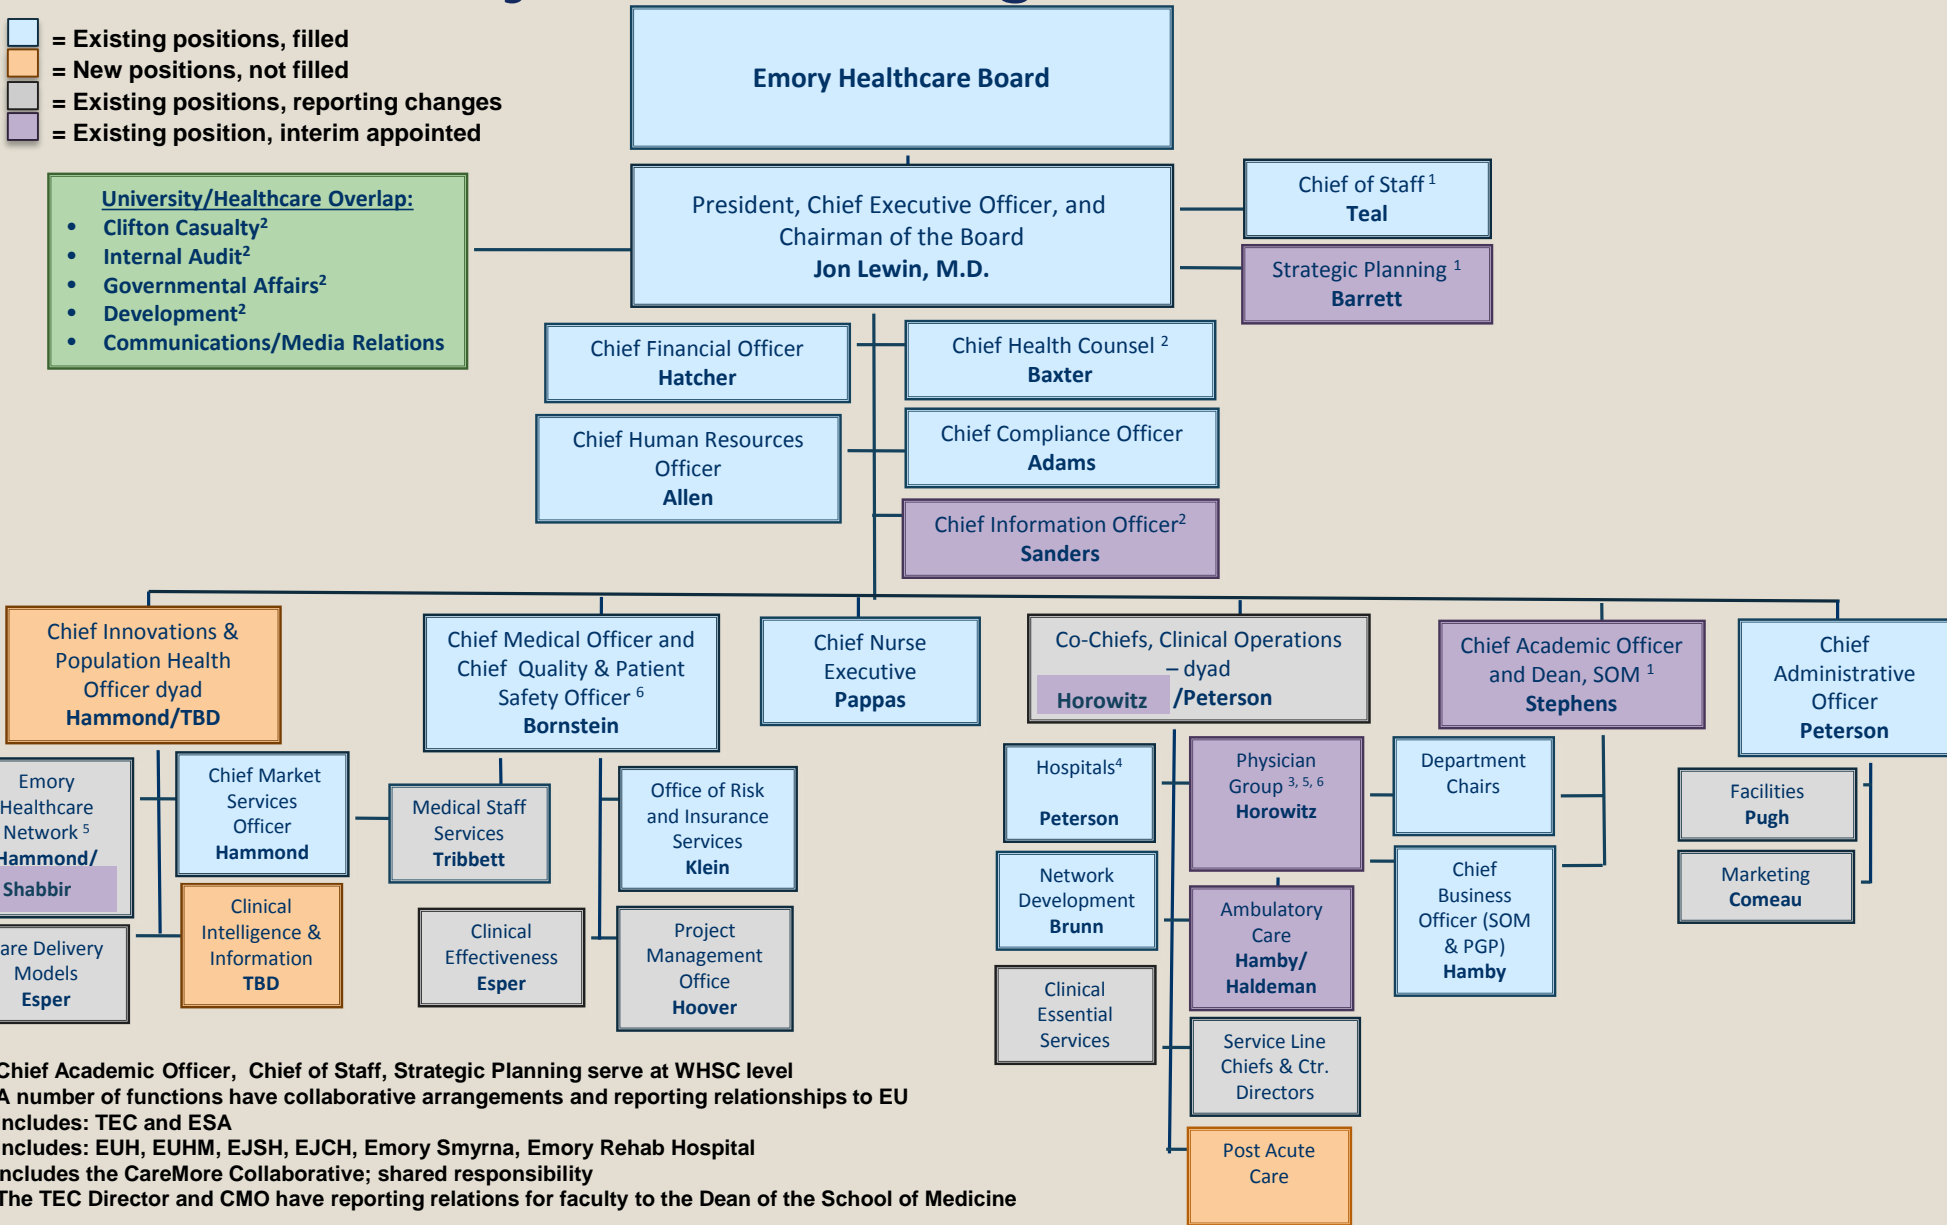 = Existing positions, filled
= New positions, not filled
= Existing positions, reporting changes
= Existing position, interim appointed
Emory Healthcare Board
University/Healthcare Overlap:
• Clifton Casualty²
• Internal Audit²
• Governmental Affairs²
• Development²
• Communications/Media Relations
President, Chief Executive Officer, and
Chairman of the Board
Jon Lewin, M.D.
Chief of Staff ¹
Teal
Strategic Planning ¹
Barrett
Chief Financial Officer
Hatcher
Chief Health Counsel ²
Baxter
Chief Human Resources
Officer
Allen
Chief Compliance Officer
Adams
Chief Information Officer²
Sanders
Chief Innovations &
Population Health
Officer dyad
Hammond/TBD
Chief Medical Officer and
Chief Quality & Patient
Safety Officer ⁶
Bornstein
Chief Nurse
Executive
Pappas
Co-Chiefs, Clinical Operations
– dyad
Horowitz /Peterson
Chief Academic Officer
and Dean, SOM ¹
Stephens
Chief
Administrative
Officer
Peterson
Emory
Healthcare
Network ⁵
Hammond/
Shabbir
Chief Market
Services
Officer
Hammond
Medical Staff
Services
Tribbett
Office of Risk
and Insurance
Services
Klein
Hospitals⁴
Peterson
Physician
Group ³, ⁵, ⁶
Horowitz
Department
Chairs
Facilities
Pugh
Marketing
Comeau
are Delivery
Models
Esper
Clinical
Intelligence &
Information
TBD
Clinical
Effectiveness
Esper
Project
Management
Office
Hoover
Network
Development
Brunn
Ambulatory
Care
Hamby/
Haldeman
Chief
Business
Officer (SOM
& PGP)
Hamby
Clinical
Essential
Services
Service Line
Chiefs & Ctr.
Directors
Post Acute
Care
Chief Academic Officer, Chief of Staff, Strategic Planning serve at WHSC level
A number of functions have collaborative arrangements and reporting relationships to EU
Includes: TEC and ESA
Includes: EUH, EUHM, EJSH, EJCH, Emory Smyrna, Emory Rehab Hospital
Includes the CareMore Collaborative; shared responsibility
The TEC Director and CMO have reporting relations for faculty to the Dean of the School of Medicine